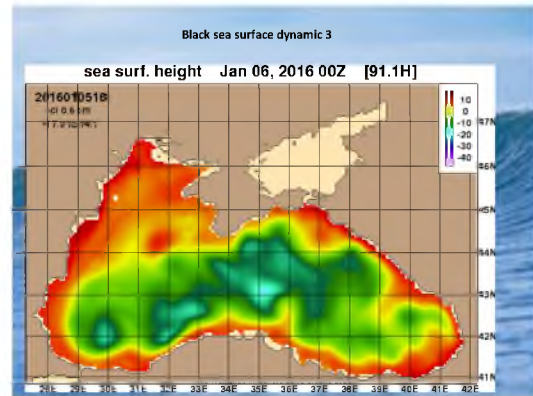 Black sea surface dynamic 3
sea surf. height Jan 06, 2016 00Z [91.1H]
2016010518
10
0
-10
-20
-30
-40
47N
46N
45N
44N
43N
42N
41N
28E 29E 30E 31E 32E 33E 34E 35E 36E 37E 38E 39E 40E 41E 42E